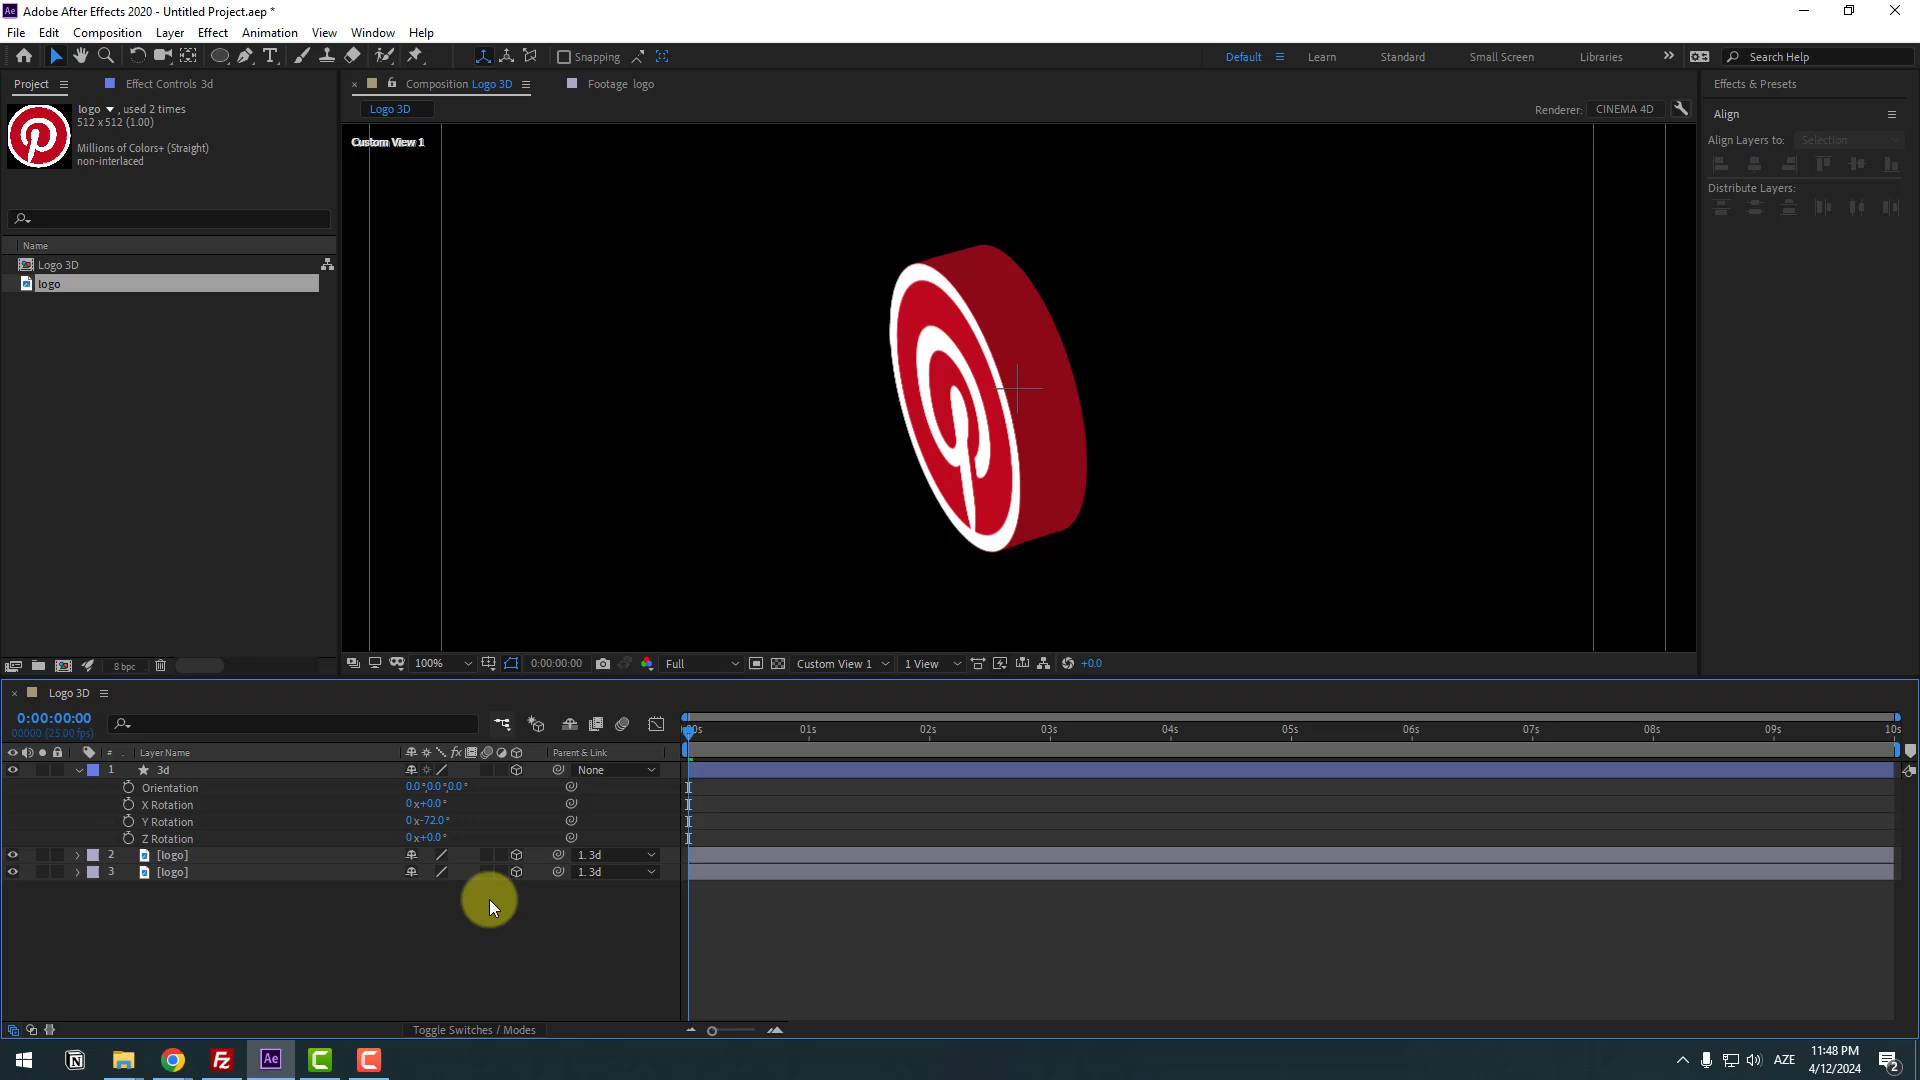 Adobe After Effects 2020 - Untitled Project.aep *
File Edit Composition Layer Effect Animation View Window Help
Snapping
Default Learn Standard Small Screen Libraries Search Help
Project Effect Controls 3d
Composition Logo 3D Footage logo
Effects & Presets
logo , used 2 times
512 x 512 (1.00)
Millions of Colors+ (Straight)
non-interlaced
Logo 3D
Renderer: CINEMA 4D
Custom View 1
Align
Align Layers to: Selection
Distribute Layers:
Name
Logo 3D
logo
8 bpc
100% 0:00:00:00 Full Custom View 1 1 View +0.0
Logo 3D
0:00:00:00
00000 (25.00 fps)
# Layer Name Parent & Link
00s 01s 02s 03s 04s 05s 06s 07s 08s 09s 10s
1 3d None
Orientation 0.0°,0.0°,0.0°
X Rotation 0x+0.0°
Y Rotation 0x-72.0°
Z Rotation 0x+0.0°
2 [logo] 1. 3d
3 [logo] 1. 3d
Toggle Switches / Modes
AZE
11:48 PM
4/12/2024
2